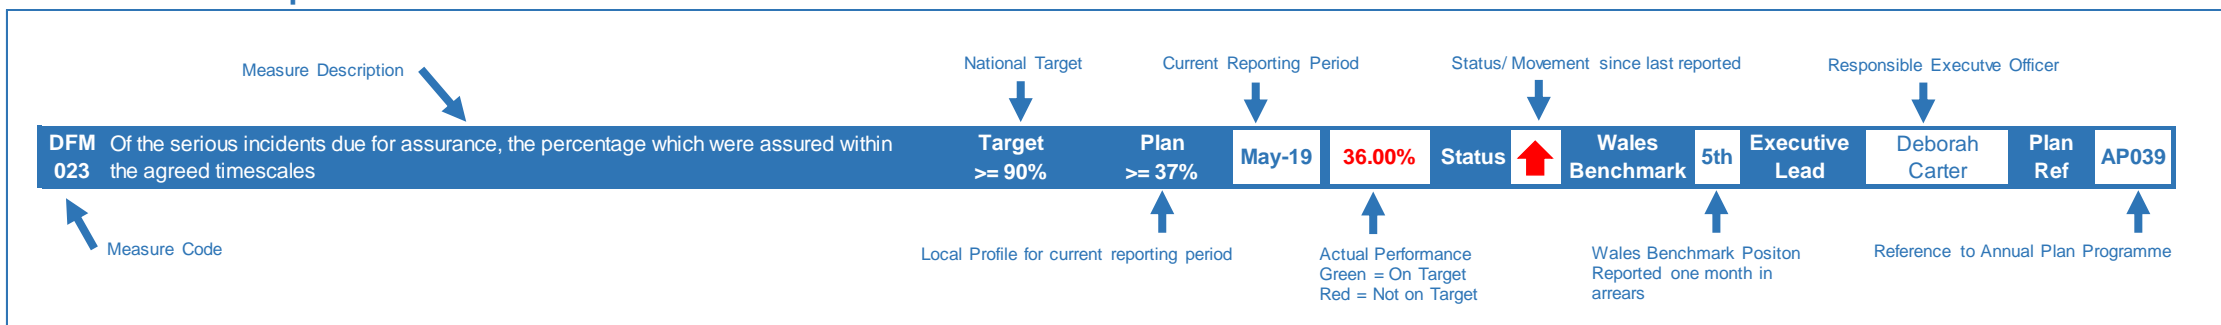 Measure Description
National Target
Current Reporting Period
Status/ Movement since last reported
Responsible Executve Officer
DFM
023
Of the serious incidents due for assurance, the percentage which were assured within
the agreed timescales
Target
>= 90%
Plan
>= 37%
May-19
36.00%
Status
Wales
Benchmark
5th
Executive
Lead
Deborah
Carter
Plan
Ref
AP039
Measure Code
Local Profile for current reporting period
Actual Performance
Green = On Target
Red = Not on Target
Wales Benchmark Positon
Reported one month in
arrears
Reference to Annual Plan Programme